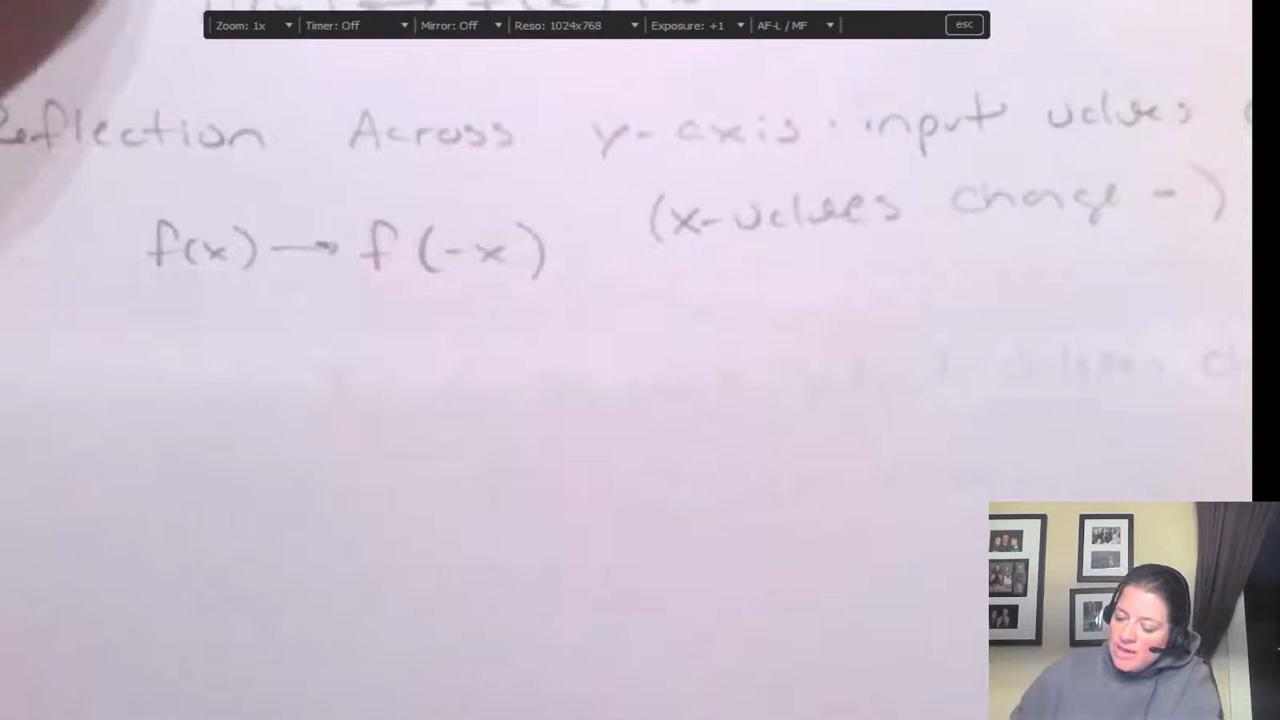 Zoom: 1x Timer: Off Mirror: Off Reso: 1024x768 Exposure: +1 AF-L / MF esc
Reflection Across y-axis · input values
(x-values change - )
f(x) → f(-x)